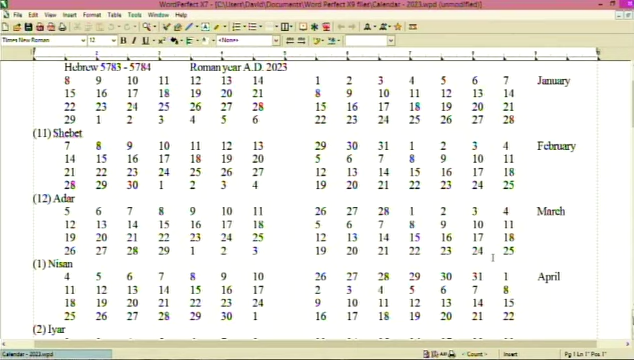 WordPerfect X7 - [C:\Users\David\Documents\Word Perfect X9 files\Calendar - 2023.wpd (unmodified)]
File Edit View Insert Format Table Tools Window Help
Times New Roman 12 <None>
Hebrew 5783 - 5784 Roman year A.D. 2023
8 9 10 11 12 13 14 1 2 3 4 5 6 7 January
15 16 17 18 19 20 21 8 9 10 11 12 13 14
22 23 24 25 26 27 28 15 16 17 18 19 20 21
29 1 2 3 4 5 6 22 23 24 25 26 27 28
(11) Shebet
7 8 9 10 11 12 13 29 30 31 1 2 3 4 February
14 15 16 17 18 19 20 5 6 7 8 9 10 11
21 22 23 24 25 26 27 12 13 14 15 16 17 18
28 29 30 1 2 3 4 19 20 21 22 23 24 25
(12) Adar
5 6 7 8 9 10 11 26 27 28 1 2 3 4 March
12 13 14 15 16 17 18 5 6 7 8 9 10 11
19 20 21 22 23 24 25 12 13 14 15 16 17 18
26 27 28 29 1 2 3 19 20 21 22 23 24 25
(1) Nisan
4 5 6 7 8 9 10 26 27 28 29 30 31 1 April
11 12 13 14 15 16 17 2 3 4 5 6 7 8
18 19 20 21 22 23 24 9 10 11 12 13 14 15
25 26 27 28 29 30 1 16 17 18 19 20 21 22
(2) Iyar
Calendar - 2023.wpd < Count > Insert Pg 1 Ln 1" Pos 1"